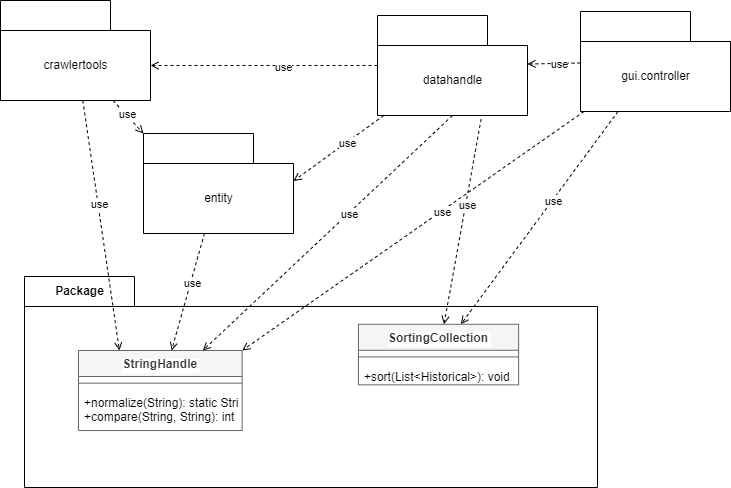 crawlertools
datahandle
gui.controller
use
use
use
use
entity
use
use
use
use
use
use
use
Package
StringHandle
+normalize(String): static Stri
+compare(String, String): int
SortingCollection
+sort(List<Historical>): void